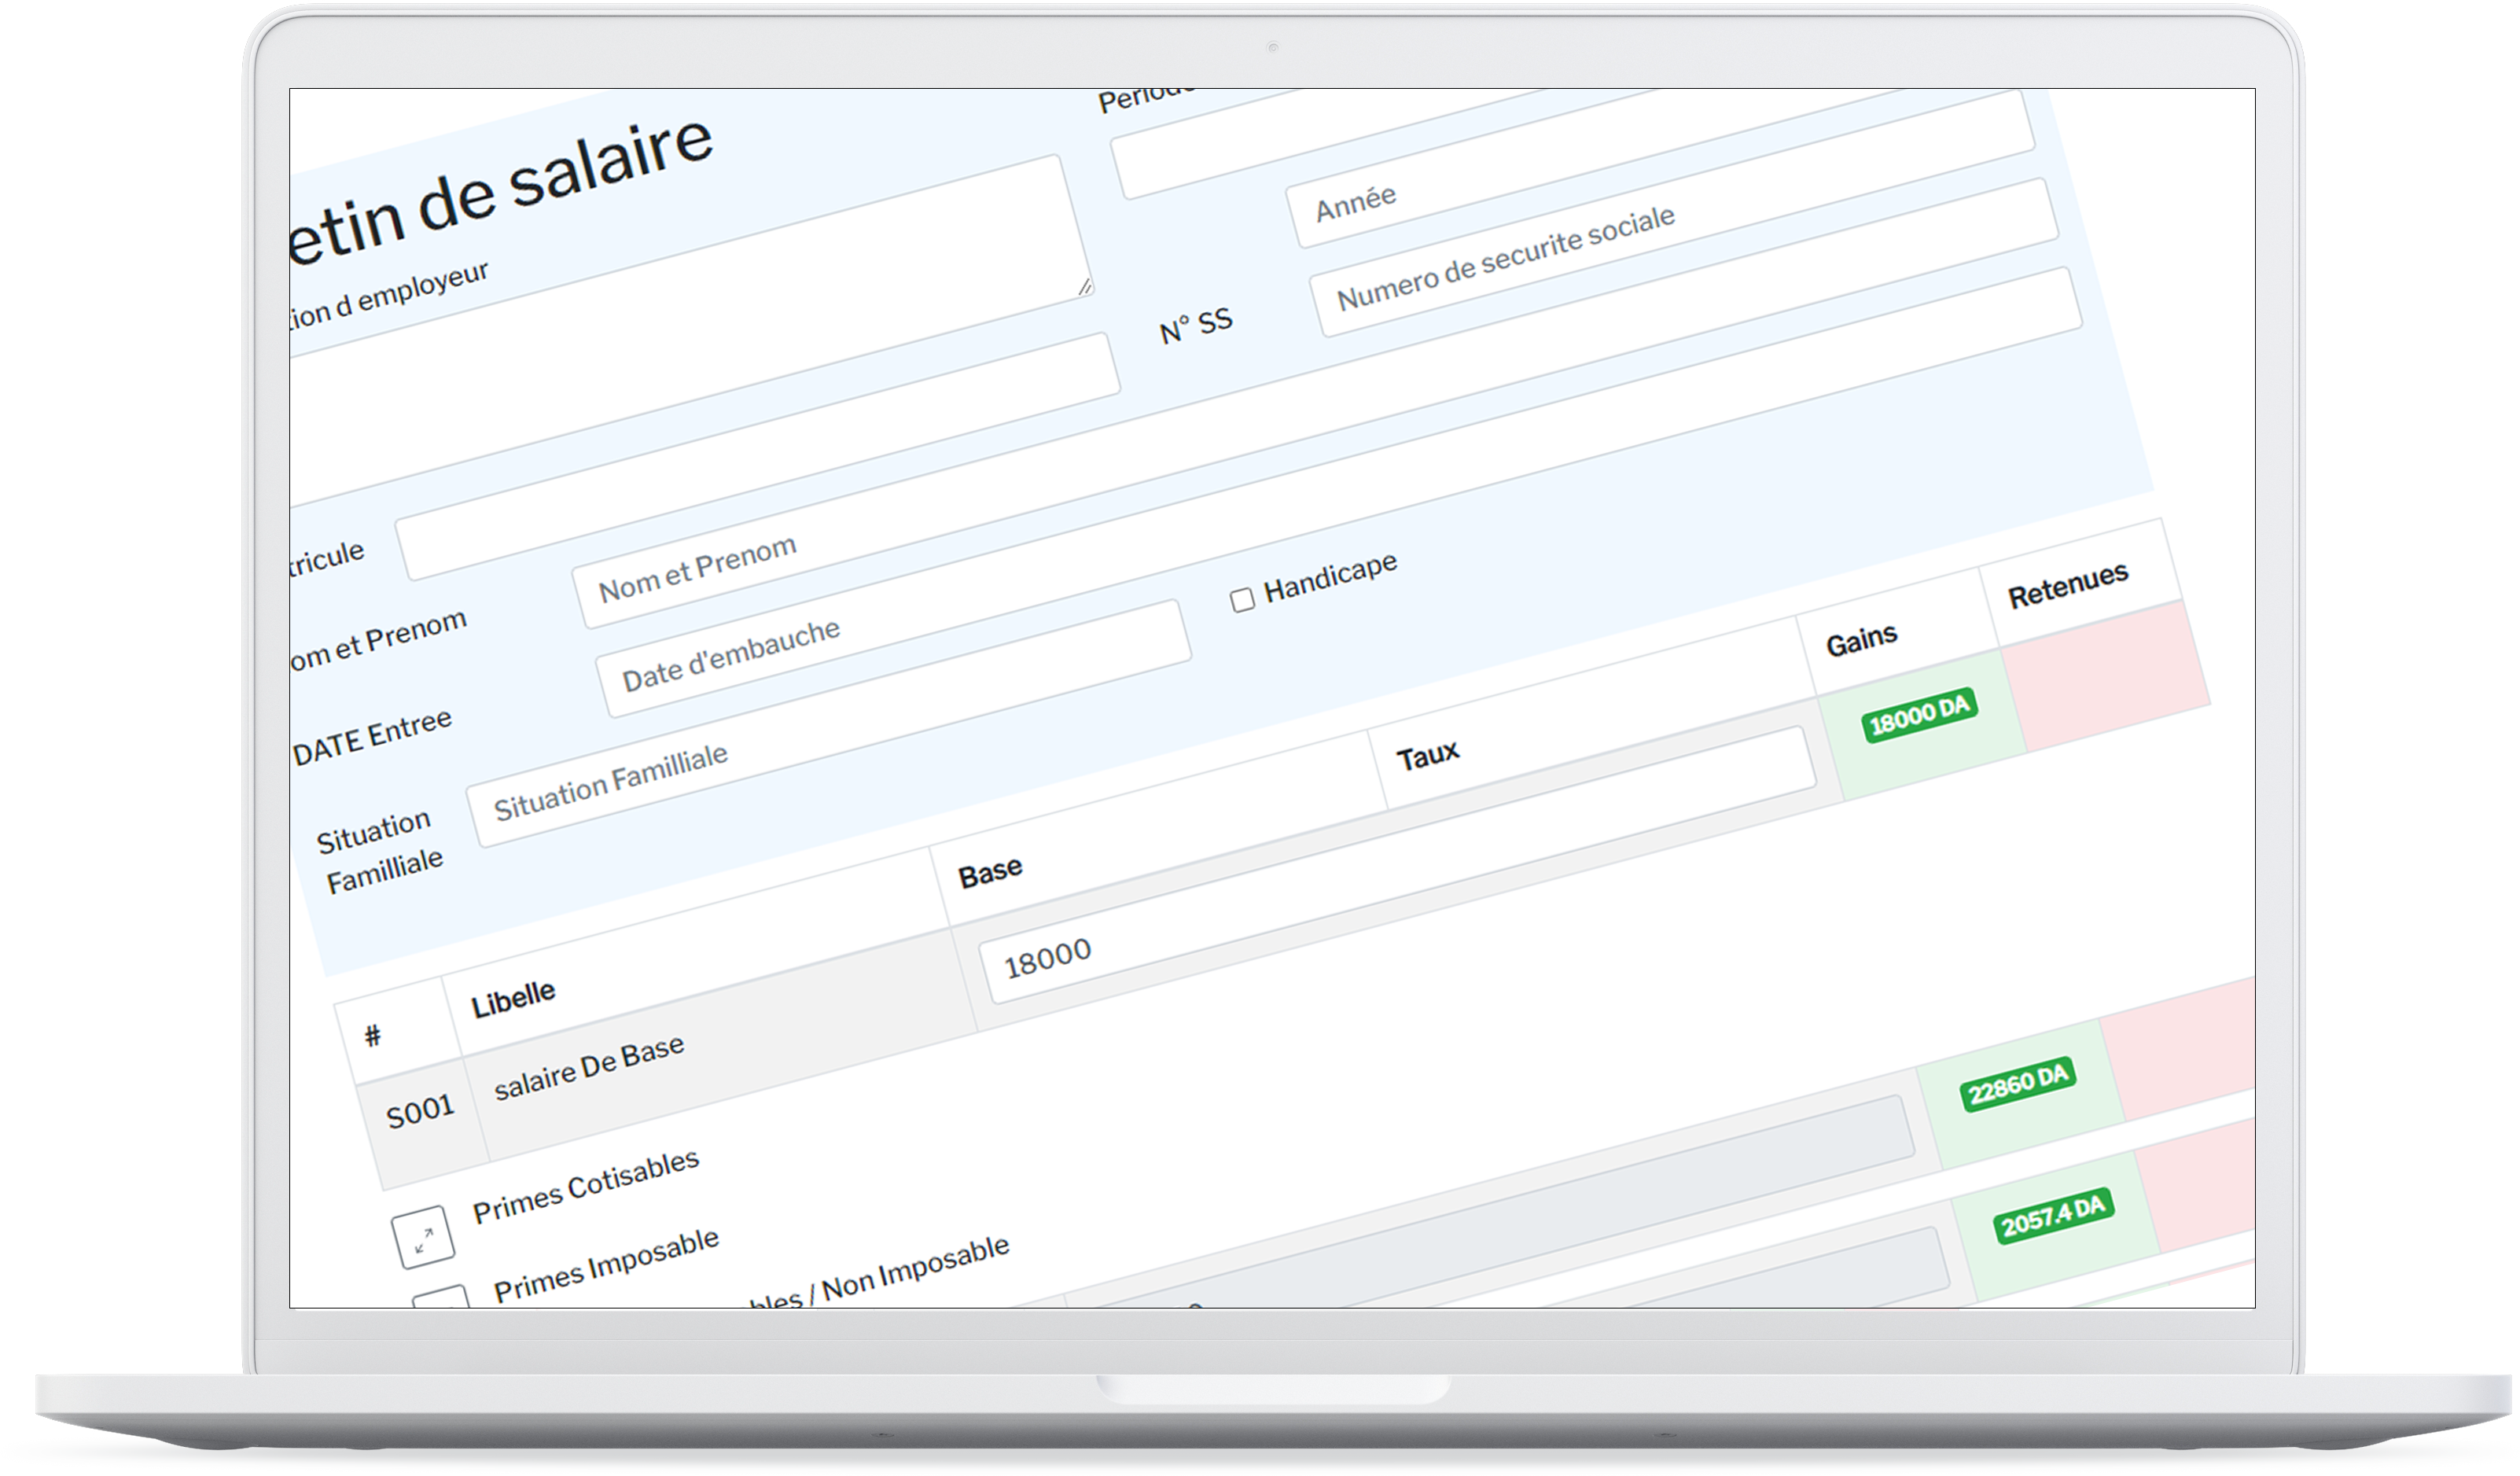 etin de salaire
Periode
tion d employeur
Année
N° SS
Numero de securite sociale
tricule
om et Prenom
Nom et Prenom
DATE Entree
Date d'embauche
Situation
Familliale
Situation Familliale
Handicape
#
Libelle
Base
Taux
Gains
Retenues
S001
salaire De Base
18000
18000 DA
Primes Cotisables
Primes Imposable
bles / Non Imposable
22860 DA
2057.4 DA